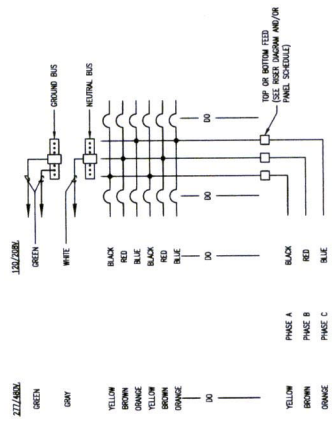 277/480V.
120/208V.
GREEN
GREEN
GROUND BUS
GRAY
WHITE
NEUTRAL BUS
YELLOW
BLACK
BROWN
RED
ORANGE
BLUE
YELLOW
BLACK
BROWN
RED
ORANGE
BLUE
DO
DO
DO
DO
TOP OR BOTTOM FEED
(SEE RISER DIAGRAM AND/OR
PANEL SCHEDULE)
YELLOW
PHASE A
BLACK
BROWN
PHASE B
RED
ORANGE
PHASE C
BLUE